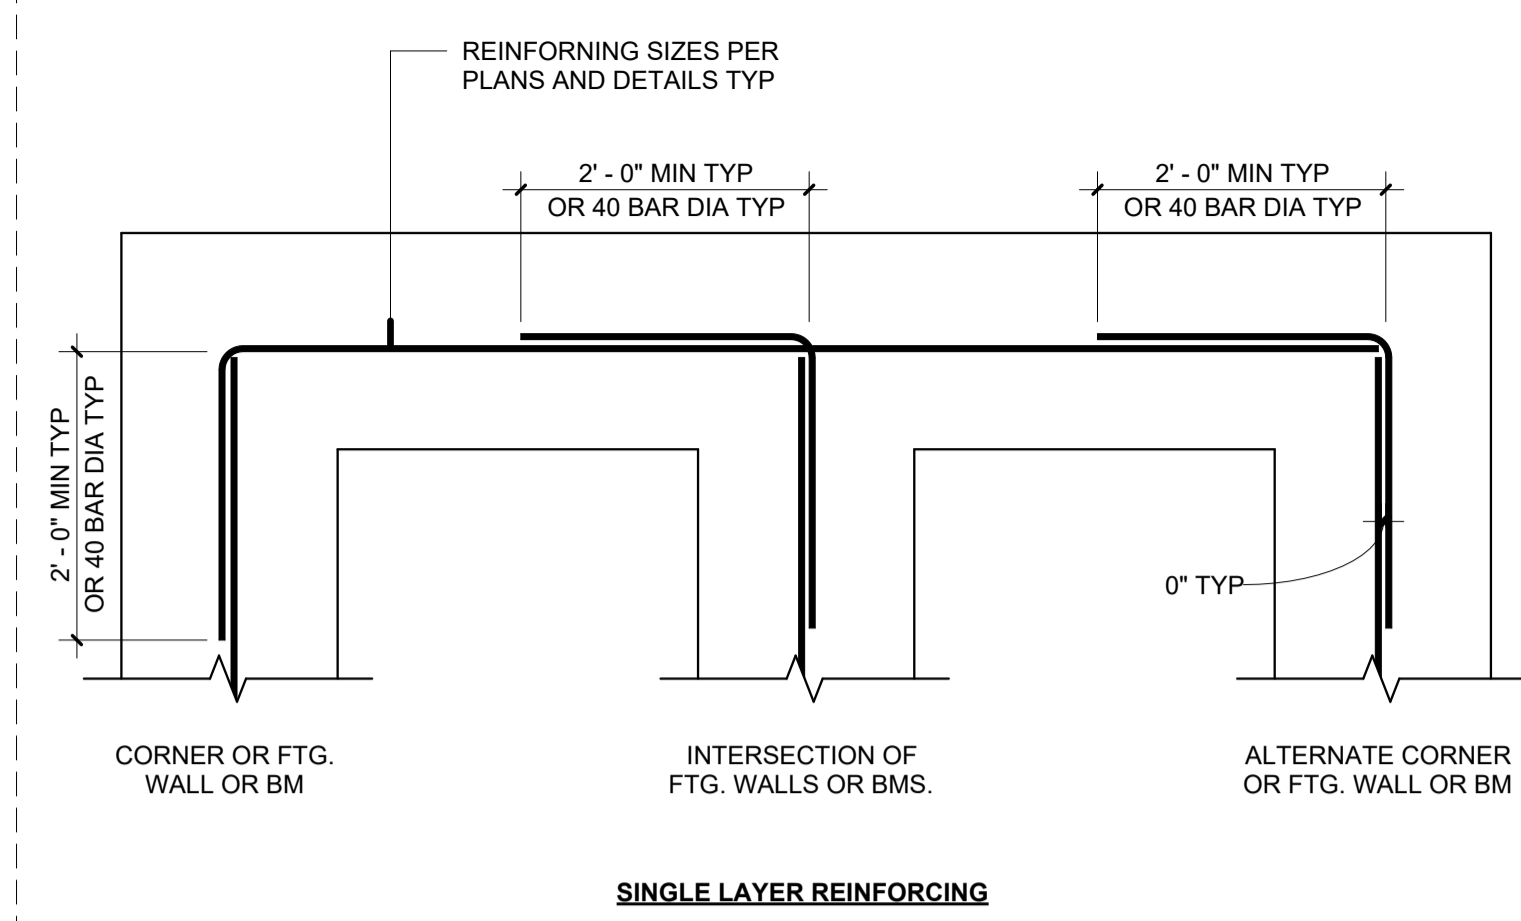 REINFORNING SIZES PER
PLANS AND DETAILS TYP
2' - 0" MIN TYP
OR 40 BAR DIA TYP
2' - 0" MIN TYP
OR 40 BAR DIA TYP
2' - 0" MIN TYP
OR 40 BAR DIA TYP
0" TYP
CORNER OR FTG.
WALL OR BM
INTERSECTION OF
FTG. WALLS OR BMS.
ALTERNATE CORNER
OR FTG. WALL OR BM
SINGLE LAYER REINFORCING